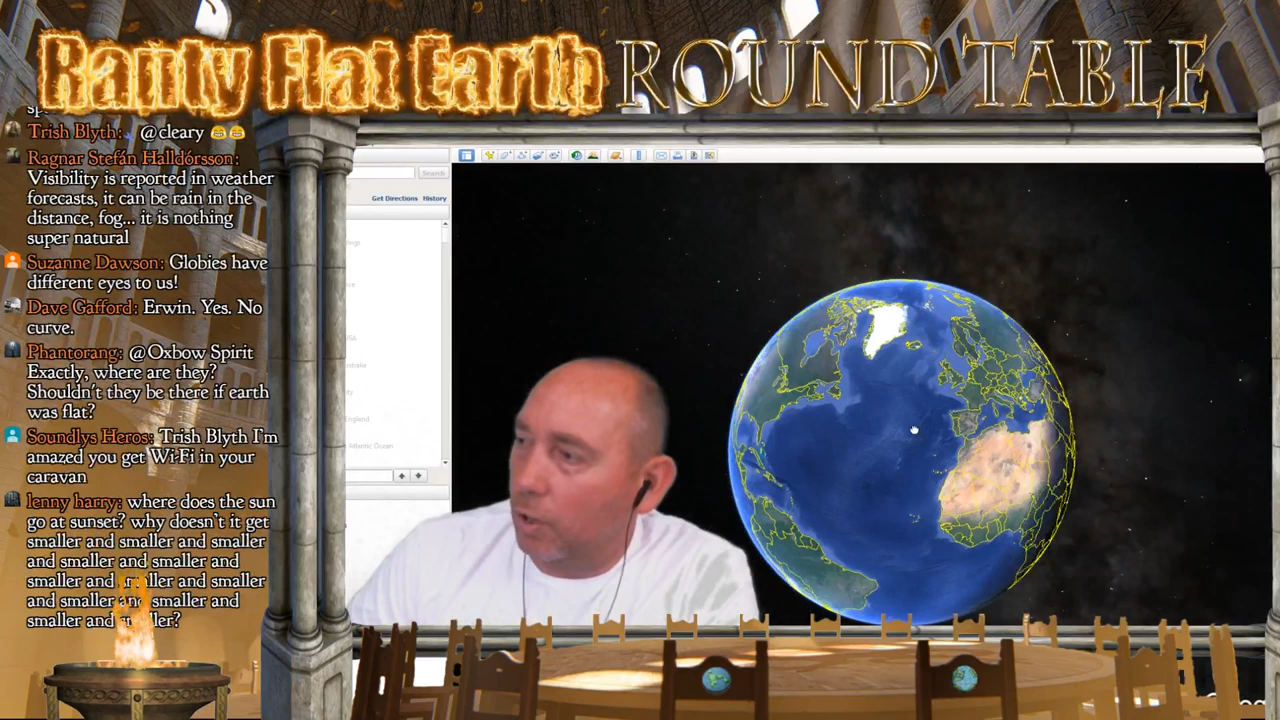 Ranty Flat Earth ROUND TABLE
Trish Blyth: @cleary 😂😂
Ragnar Stefán Halldórsson:
Visibility is reported in weather
forecasts, it can be rain in the
distance, fog... it is nothing
super natural
Suzanne Dawson: Globies have
different eyes to us!
Dave Gafford: Erwin. Yes. No
curve.
Phantorang: @Oxbow Spirit
Exactly, where are they?
Shouldn't they be there if earth
was flat?
Soundlys Heros: Trish Blyth I'm
amazed you get WiFi in your
caravan
lenny harry: where does the sun
go at sunset? why doesn't it get
smaller and smaller and smaller
and smaller and smaller and
smaller and smaller and smaller
and smaller and smaller and
smaller and smaller?
Search
Get Directions History
England
Atlantic Ocean